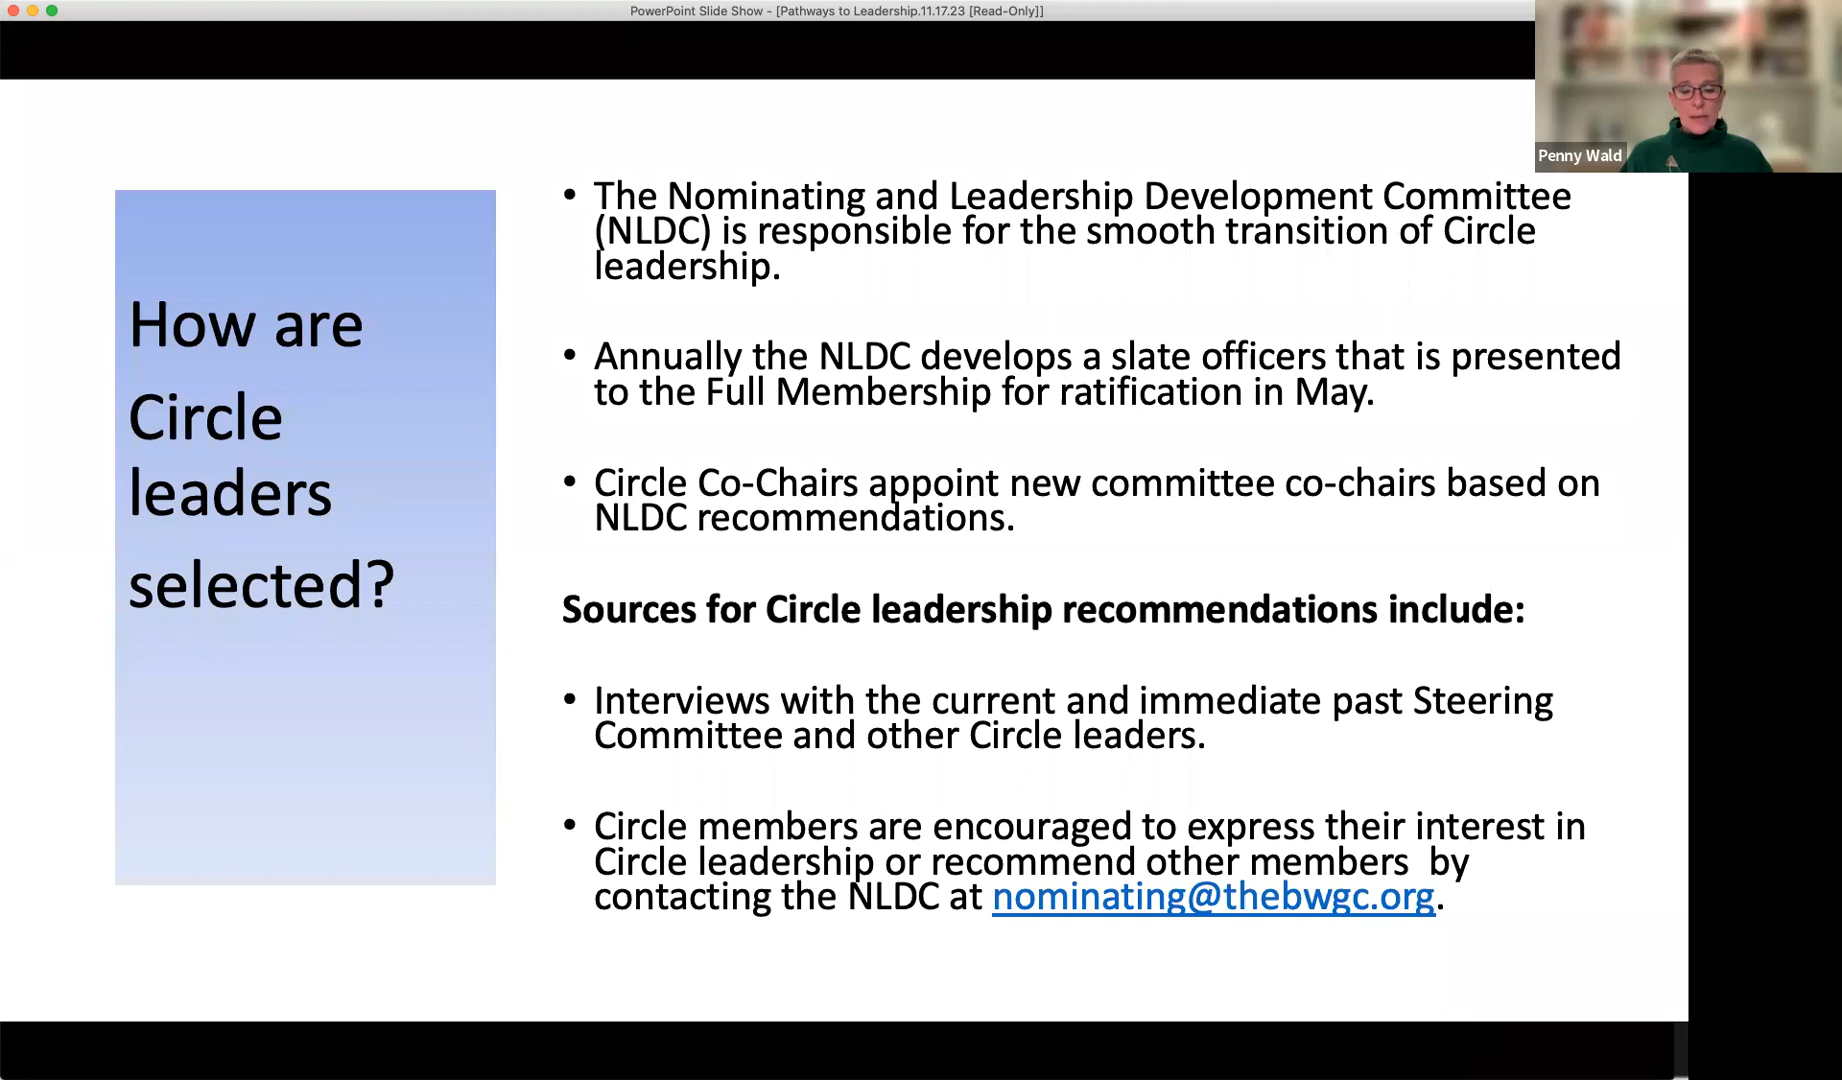 PowerPoint Slide Show - [Pathways to Leadership.11.17.23 [Read-Only]]
Penny Wald
How are
Circle
leaders
selected?
• The Nominating and Leadership Development Committee
(NLDC) is responsible for the smooth transition of Circle
leadership.
• Annually the NLDC develops a slate officers that is presented
to the Full Membership for ratification in May.
• Circle Co-Chairs appoint new committee co-chairs based on
NLDC recommendations.
Sources for Circle leadership recommendations include:
• Interviews with the current and immediate past Steering
Committee and other Circle leaders.
• Circle members are encouraged to express their interest in
Circle leadership or recommend other members by
contacting the NLDC at nominating@thebwgc.org.